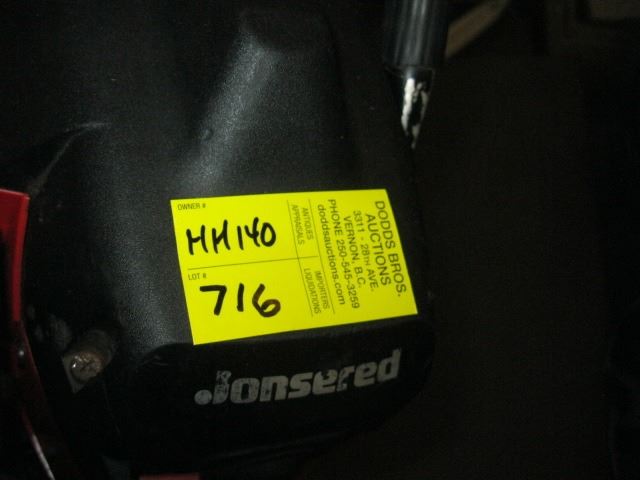 OWNER #
HH140
LOT #
716
ANTIQUES
APPRAISALS
IMPORTERS
LIQUIDATIONS
DODDS BROS.
AUCTIONS
3311 - 28TH AVE.
VERNON, B.C.
PHONE 250-545-3259
doddsauctions.com
Jonsered